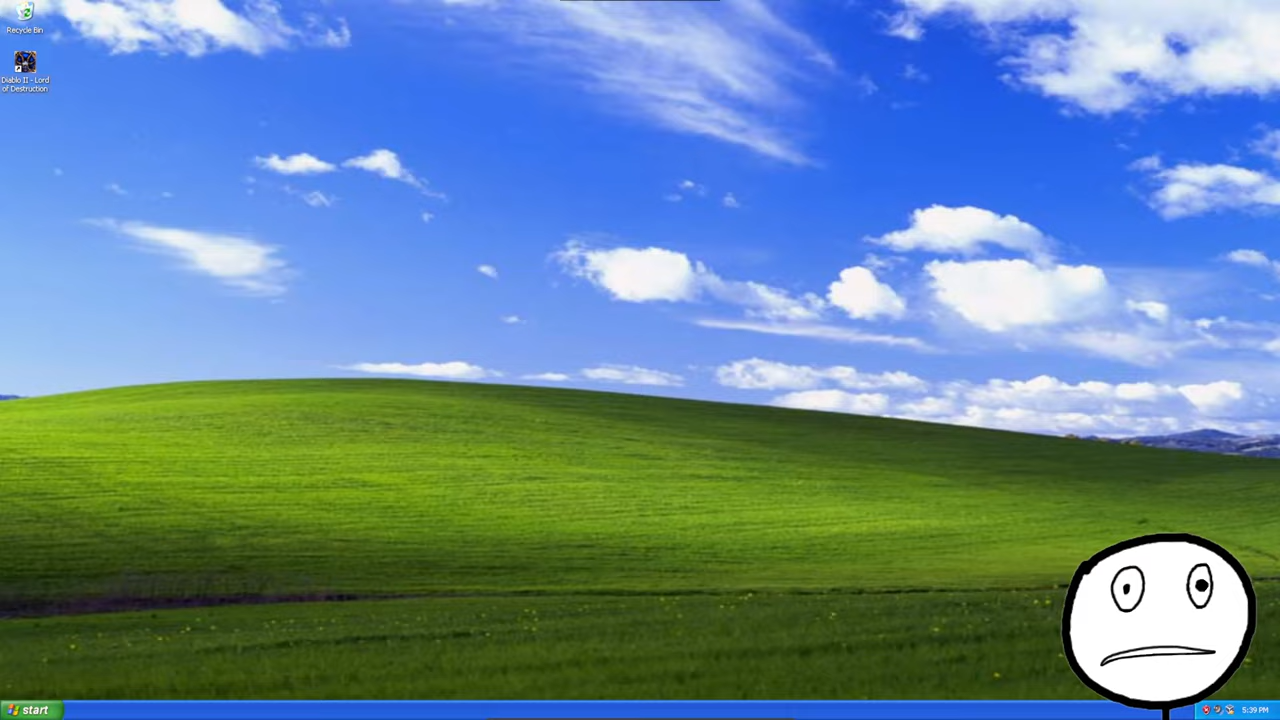 Recycle Bin
Diablo II - Lord
of Destruction
start
5:39 PM